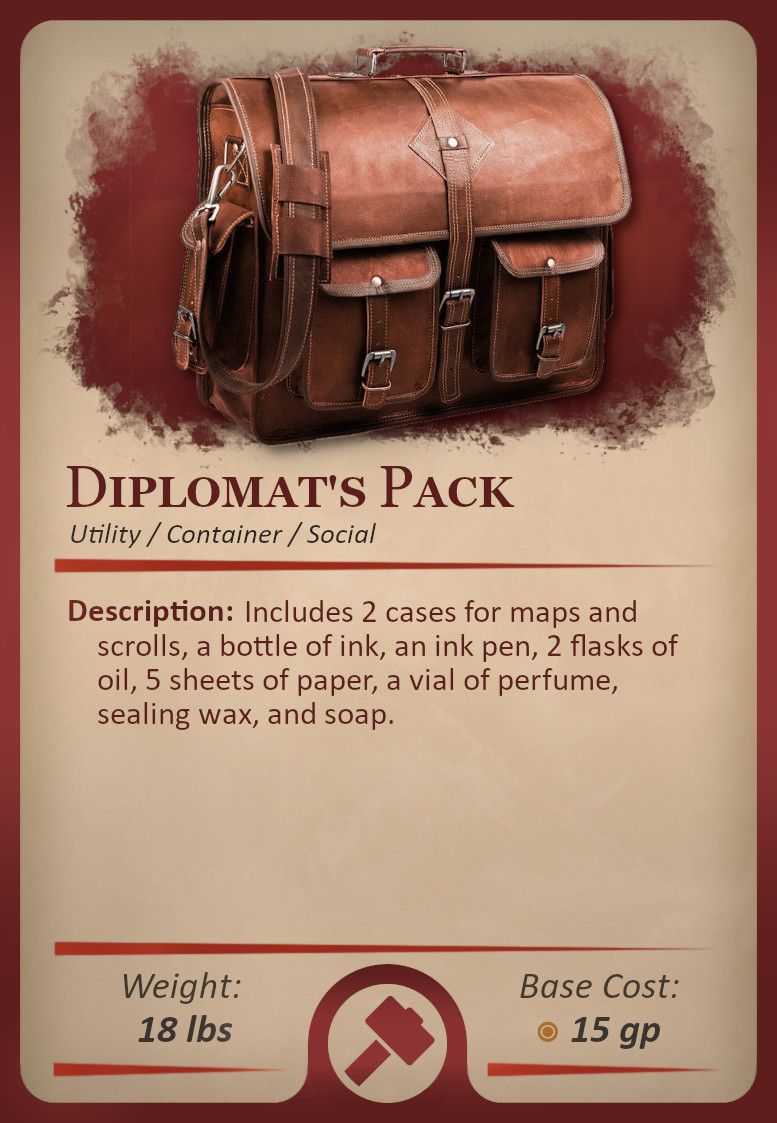 Diplomat's Pack
Utility / Container / Social
Description: Includes 2 cases for maps and
scrolls, a bottle of ink, an ink pen, 2 flasks of
oil, 5 sheets of paper, a vial of perfume,
sealing wax, and soap.
Weight:
18 lbs
Base Cost:
15 gp